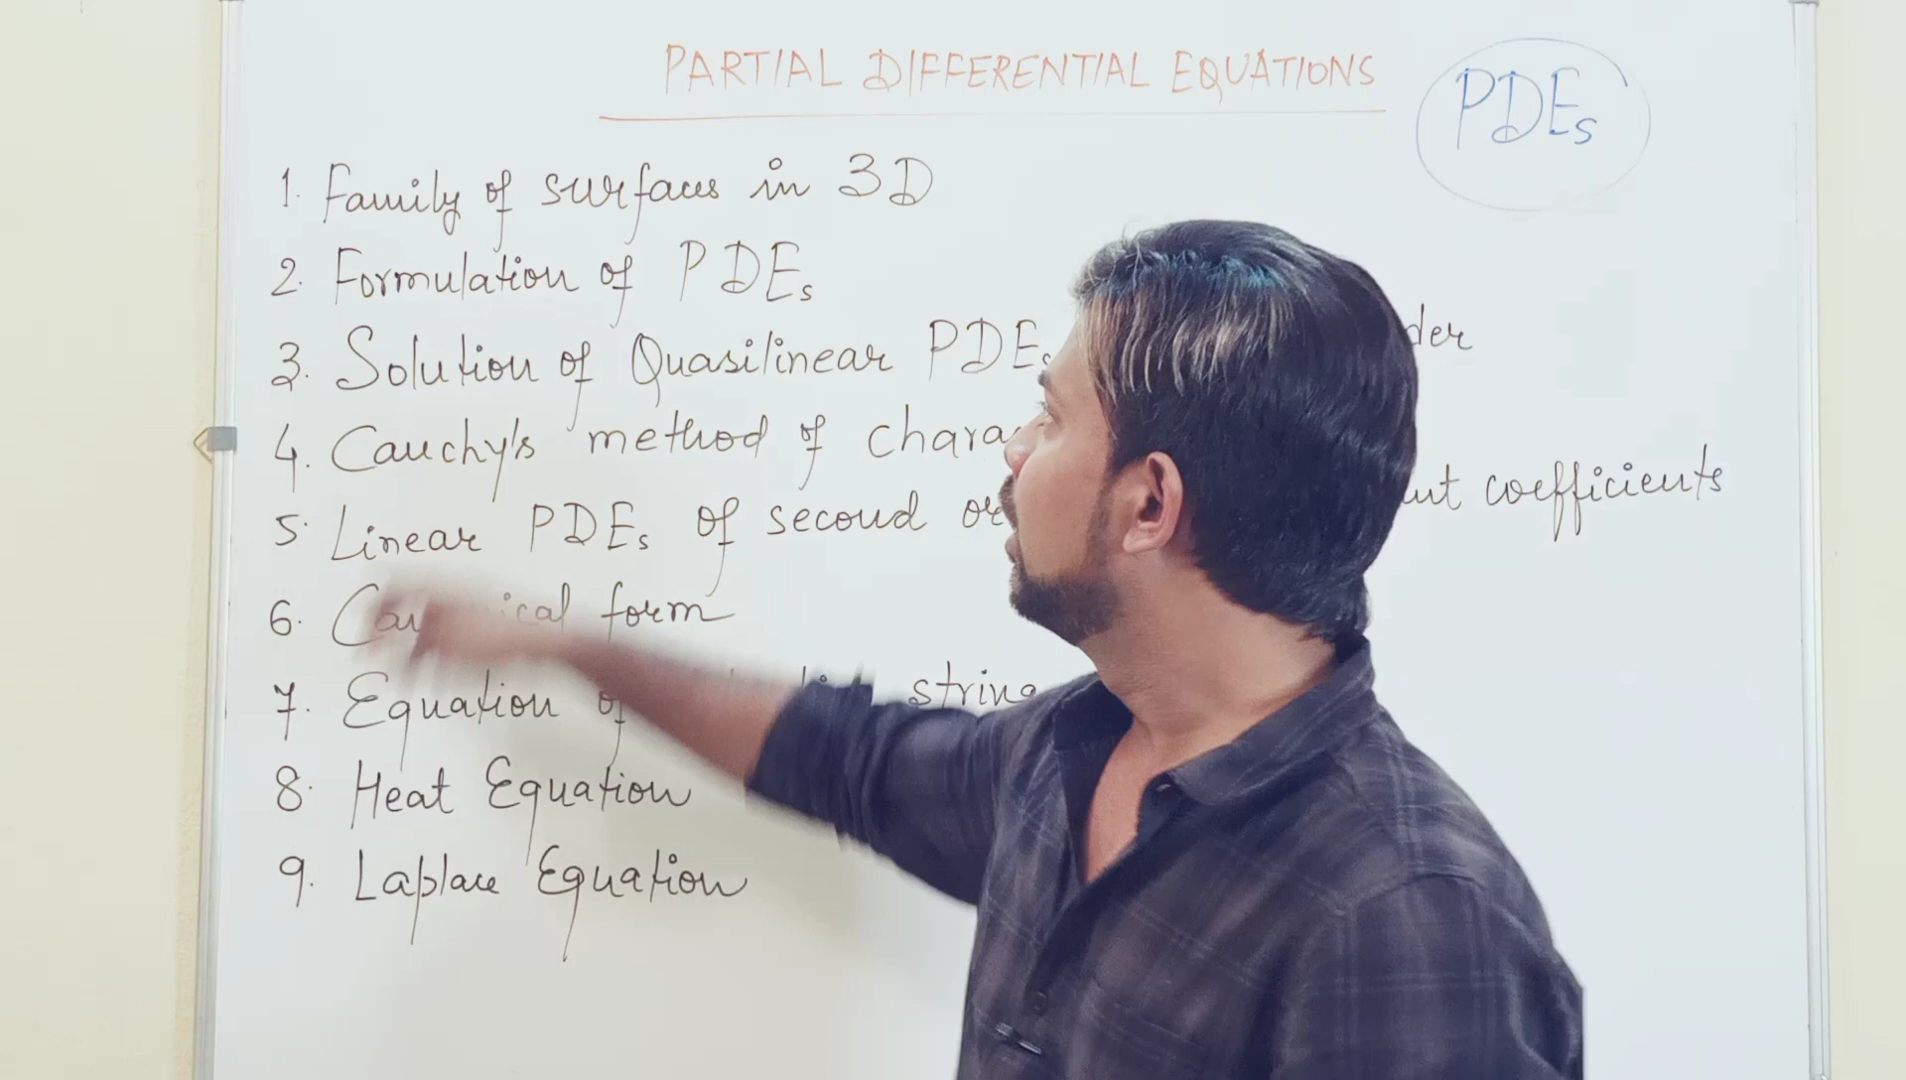 PARTIAL DIFFERENTIAL EQUATIONS
PDEs
1. Family of surfaces in 3D
2. Formulation of PDEs
3. Solution of Quasilinear PDEs
4. Cauchy's method of
5. Linear PDEs of second coefficients
6. form
7. Equation of string
8. Heat Equation
9. Laplace Equation